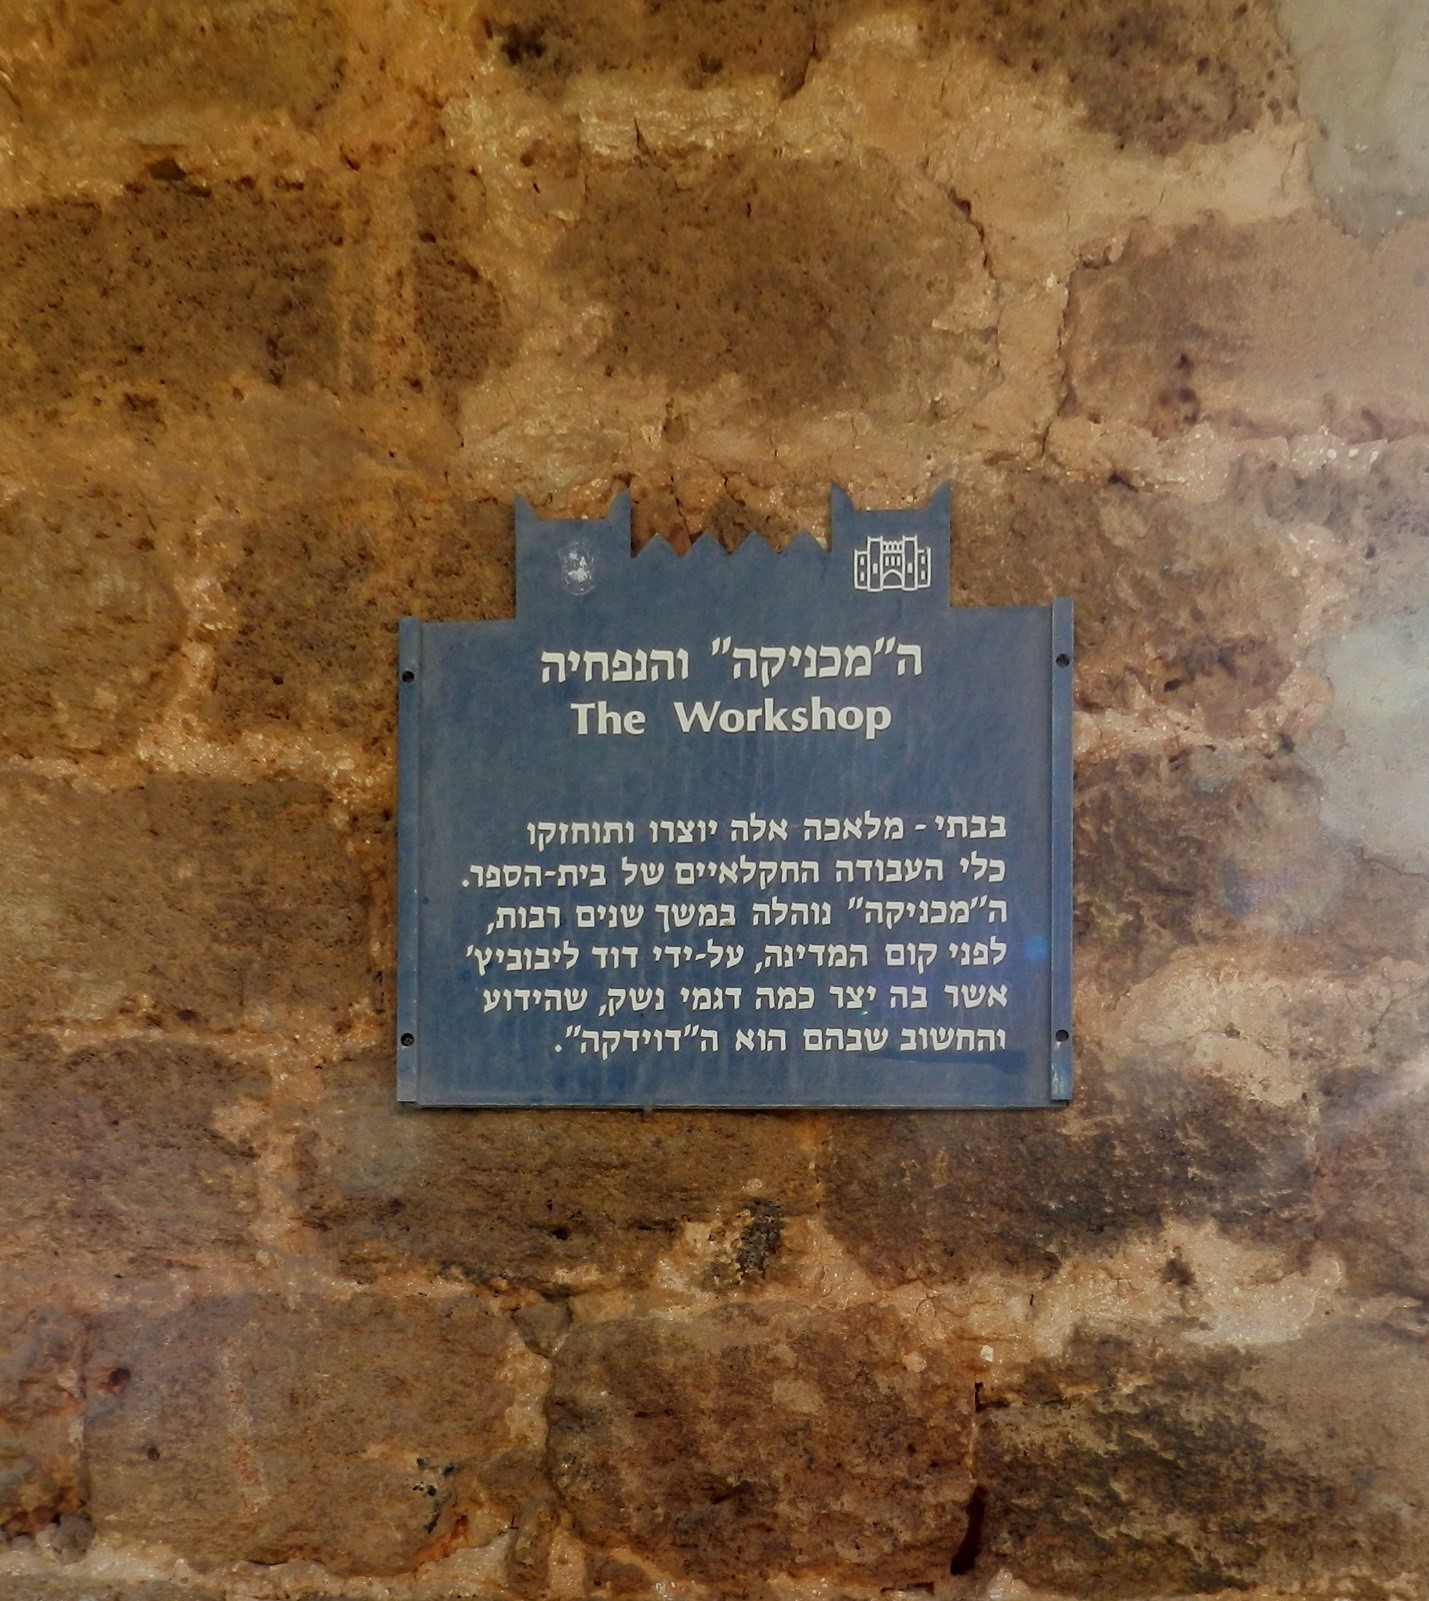 ה"מכניקה" והנפחיה
The Workshop
בבתי - מלאכה אלה יוצרו ותוחזקו
כלי העבודה החקלאיים של בית-הספר.
ה"מכניקה" נוהלה במשך שנים רבות,
לפני קום המדינה, על-ידי דוד ליבוביץ'
אשר בה יצר כמה דגמי נשק, שהידוע
והחשוב שבהם הוא ה"דוידקה".